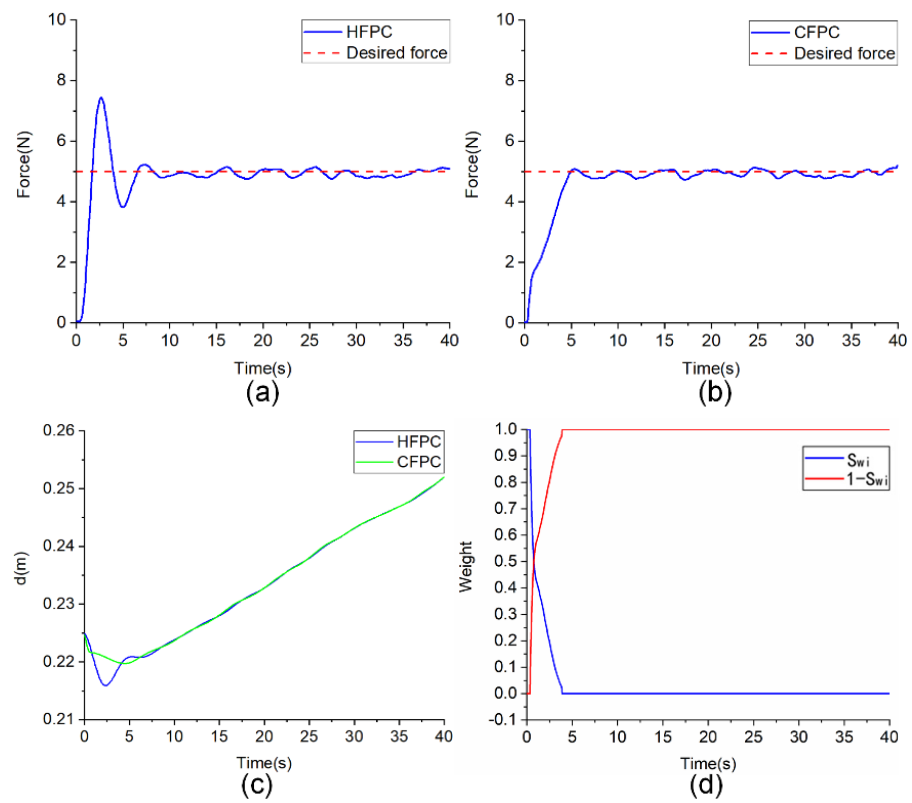 HFPC
Desired force
10
8
6
4
2
0
Force(N)
0 5 10 15 20 25 30 35 40
Time(s)
(a)
CFPC
Desired force
10
8
6
4
2
0
Force(N)
0 5 10 15 20 25 30 35 40
Time(s)
(b)
HFPC
CFPC
0.26
0.25
0.24
0.23
0.22
0.21
d(m)
0 5 10 15 20 25 30 35 40
Time(s)
(c)
Swi
1-Swi
1.0
0.9
0.8
0.7
0.6
0.5
0.4
0.3
0.2
0.1
0.0
-0.1
Weight
0 5 10 15 20 25 30 35 40
Time(s)
(d)